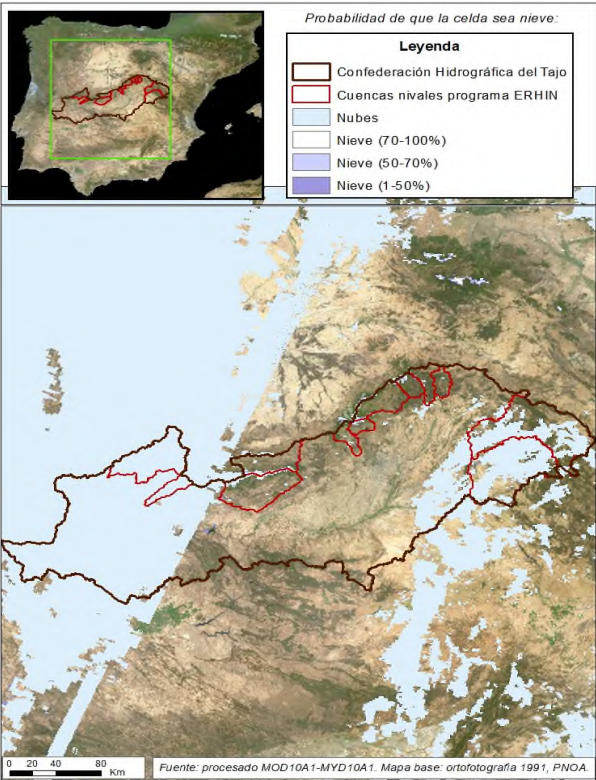 Probabilidad de que la celda sea nieve:
Leyenda
Confederación Hidrográfica del Tajo
Cuencas nivales programa ERHIN
Nubes
Nieve (70-100%)
Nieve (50-70%)
Nieve (1-50%)
0 20 40 80
Km
Fuente: procesado MOD10A1-MYD10A1. Mapa base: ortofotografía 1991, PNOA.